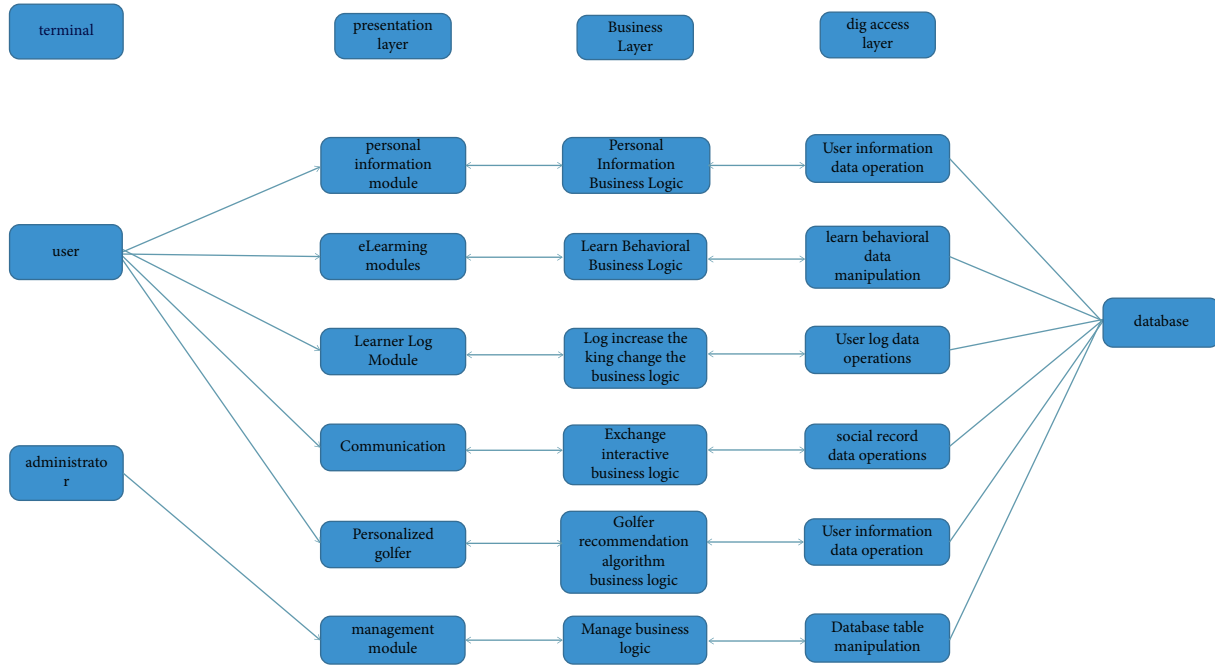 terminal
presentation
layer
Business
Layer
dig access
layer
personal
information
module
Personal
Information
Business Logic
User information
data operation
user
eLearming
modules
Learn Behavioral
Business Logic
learn behavioral
data
manipulation
database
Learner Log
Module
Log increase the
king change the
business logic
User log data
operations
administrato
r
Communication
Exchange
interactive
business logic
social record
data operations
Personalized
golfer
Golfer
recommendation
algorithm
business logic
User information
data operation
management
module
Manage business
logic
Database table
manipulation